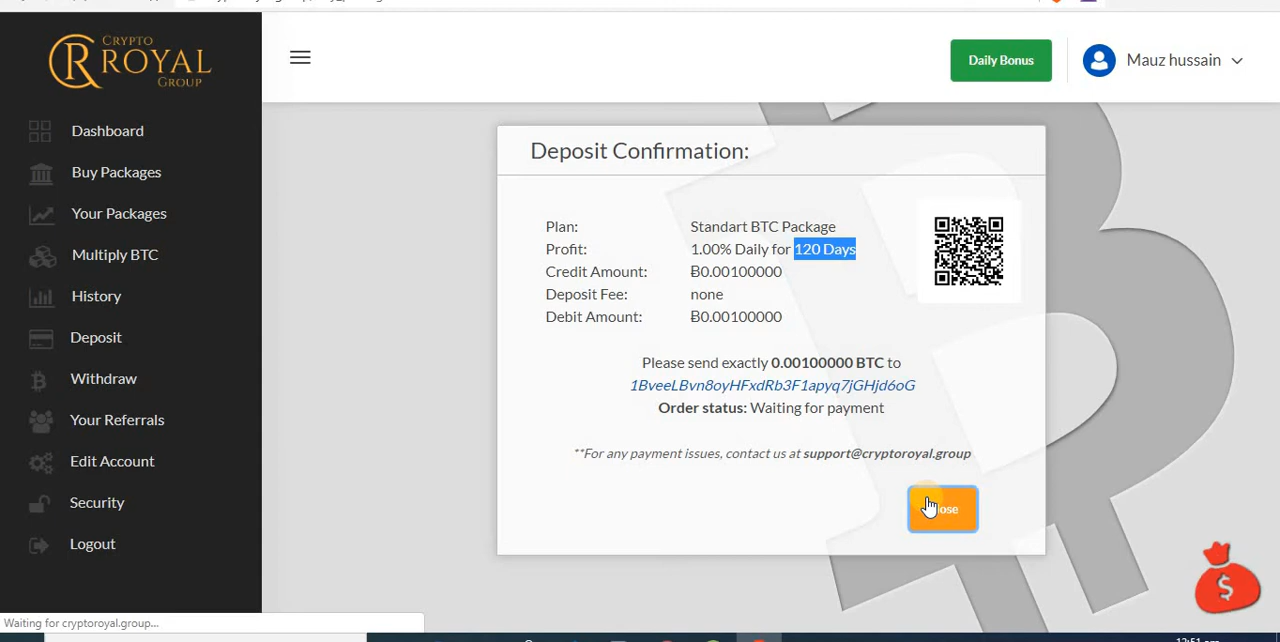 CRYPTO
ROYAL
GROUP
Daily Bonus
Mauz hussain
Dashboard
Buy Packages
Your Packages
Multiply BTC
History
Deposit
Withdraw
Your Referrals
Edit Account
Security
Logout
Deposit Confirmation:
Plan: Standart BTC Package
Profit: 1.00% Daily for 120 Days
Credit Amount: Ƀ0.00100000
Deposit Fee: none
Debit Amount: Ƀ0.00100000
Please send exactly 0.00100000 BTC to
1BveeLBvn8oyHFxdRb3F1apyq7jGHjd6oG
Order status: Waiting for payment
**For any payment issues, contact us at support@cryptoroyal.group
Waiting for cryptoroyal.group...